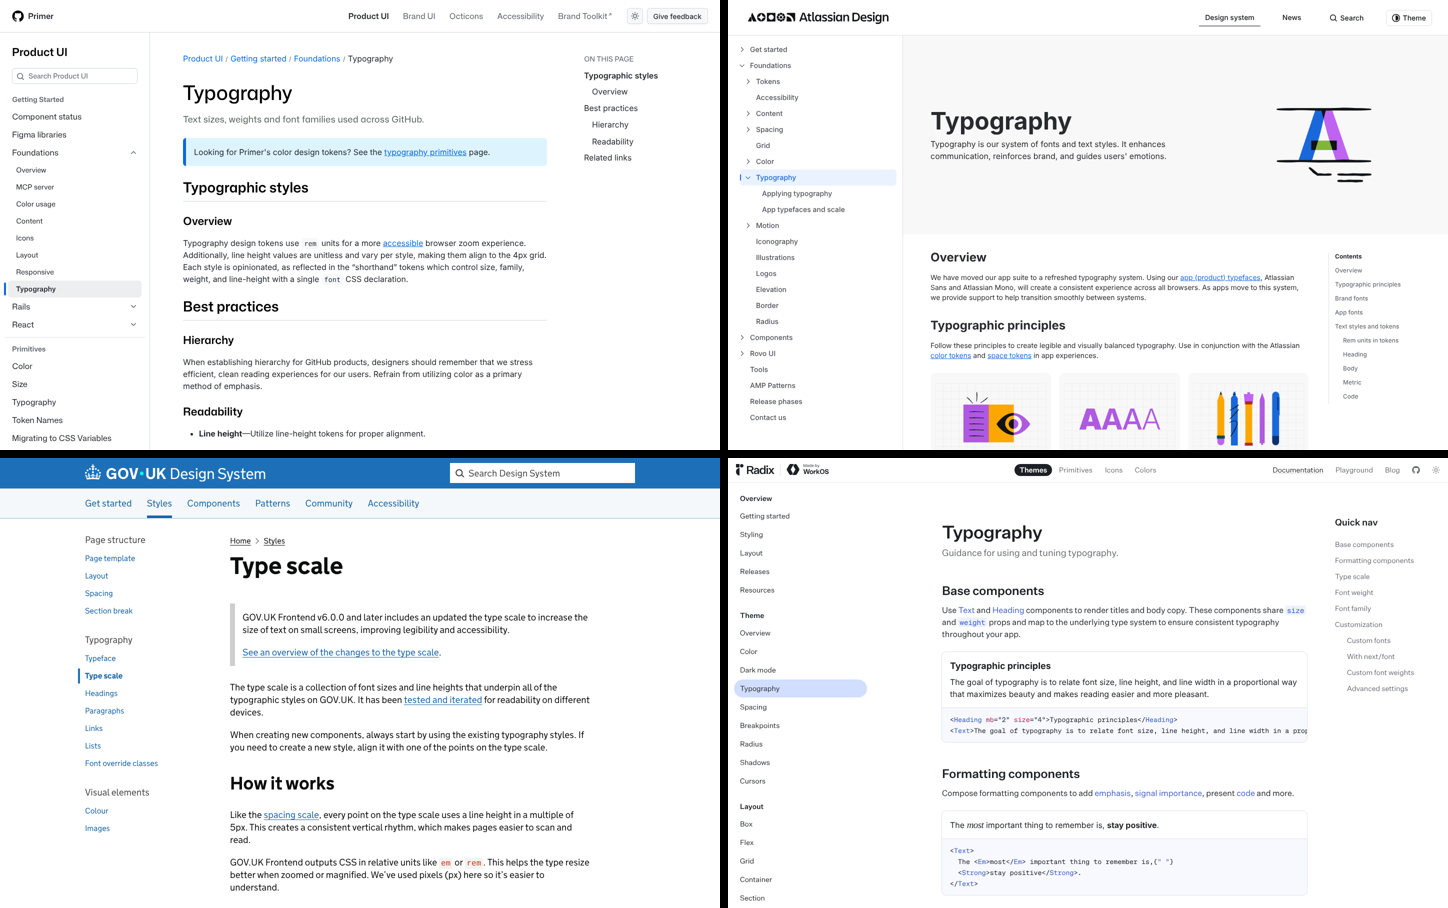 Primer
Product UI
Brand UI
Octicons
Accessibility
Brand Toolkit
Give feedback
Product UI
Search Product UI
Getting Started
Component status
Figma libraries
Foundations
Overview
MCP server
Color usage
Content
Icons
Layout
Responsive
Typography
Rails
React
Primitives
Color
Size
Typography
Token Names
Migrating to CSS Variables
Product UI / Getting started / Foundations / Typography
Typography
Text sizes, weights and font families used across GitHub.
Looking for Primer's color design tokens? See the typography primitives page.
Typographic styles
Overview
Typography design tokens use rem units for a more accessible browser zoom experience.
Additionally, line height values are unitless and vary per style, making them align to the 4px grid.
Each style is opinionated, as reflected in the “shorthand” tokens which control size, family,
weight, and line-height with a single font CSS declaration.
Best practices
Hierarchy
When establishing hierarchy for GitHub products, designers should remember that we stress
efficient, clean reading experiences for our users. Refrain from utilizing color as a primary
method of emphasis.
Readability
• Line height—Utilize line-height tokens for proper alignment.
ON THIS PAGE
Typographic styles
Overview
Best practices
Hierarchy
Readability
Related links
Atlassian Design
Design system
News
Search
Theme
Get started
Foundations
Tokens
Accessibility
Content
Spacing
Grid
Color
Typography
Applying typography
App typefaces and scale
Motion
Iconography
Illustrations
Logos
Elevation
Border
Radius
Components
Rovo UI
Tools
AMP Patterns
Release phases
Contact us
Typography
Typography is our system of fonts and text styles. It enhances
communication, reinforces brand, and guides users' emotions.
A
Overview
We have moved our app suite to a refreshed typography system. Using our app (product) typefaces, Atlassian
Sans and Atlassian Mono, will create a consistent experience across all browsers. As apps move to this system,
we provide support to help transition smoothly between systems.
Typographic principles
Follow these principles to create legible and visually balanced typography. Use in conjunction with the Atlassian
color tokens and space tokens in app experiences.
AAAA
Contents
Overview
Typographic principles
Brand fonts
App fonts
Text styles and tokens
Rem units in tokens
Heading
Body
Metric
Code
GOV·UK Design System
Search Design System
Get started
Styles
Components
Patterns
Community
Accessibility
Page structure
Page template
Layout
Spacing
Section break
Typography
Typeface
Type scale
Headings
Paragraphs
Links
Lists
Font override classes
Visual elements
Colour
Images
Home > Styles
Type scale
GOV.UK Frontend v6.0.0 and later includes an updated the type scale to increase the
size of text on small screens, improving legibility and accessibility.
See an overview of the changes to the type scale.
The type scale is a collection of font sizes and line heights that underpin all of the
typographic styles on GOV.UK. It has been tested and iterated for readability on different
devices.
When creating new components, always start by using the existing typography styles. If
you need to create a new style, align it with one of the points on the type scale.
How it works
Like the spacing scale, every point on the type scale uses a line height in a multiple of
5px. This creates a consistent vertical rhythm, which makes pages easier to scan and
read.
GOV.UK Frontend outputs CSS in relative units like em or rem. This helps the type resize
better when zoomed or magnified. We’ve used pixels (px) here so it’s easier to
understand.
Radix
Made by
WorkOS
Themes
Primitives
Icons
Colors
Documentation
Playground
Blog
Overview
Getting started
Styling
Layout
Releases
Resources
Theme
Overview
Color
Dark mode
Typography
Spacing
Breakpoints
Radius
Shadows
Cursors
Layout
Box
Flex
Grid
Container
Section
Typography
Guidance for using and tuning typography.
Base components
Use Text and Heading components to render titles and body copy. These components share size
and weight props and map to the underlying type system to ensure consistent typography
throughout your app.
Typographic principles
The goal of typography is to relate font size, line height, and line width in a proportional way
that maximizes beauty and makes reading easier and more pleasant.
<Heading mb="2" size="4">Typographic principles</Heading>
<Text>The goal of typography is to relate font size, line height, and line width in a prop
Formatting components
Compose formatting components to add emphasis, signal importance, present code and more.
The most important thing to remember is, stay positive.
<Text>
The <Em>most</Em> important thing to remember is,{" "}
<Strong>stay positive</Strong>.
</Text>
Quick nav
Base components
Formatting components
Type scale
Font weight
Font family
Customization
Custom fonts
With next/font
Custom font weights
Advanced settings